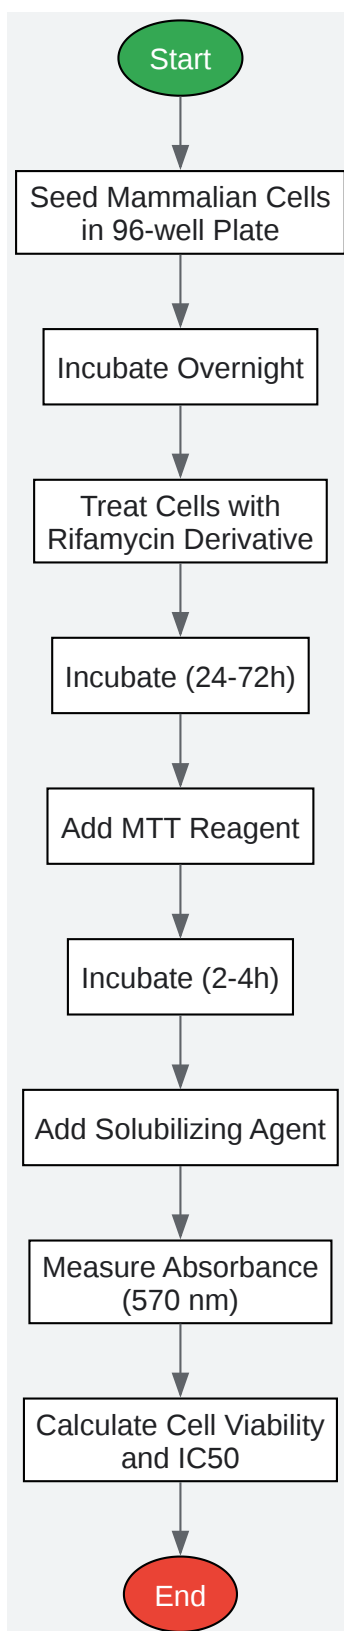 Start
Seed Mammalian Cells
in 96-well Plate
Incubate Overnight
Treat Cells with
Rifamycin Derivative
Incubate (24-72h)
Add MTT Reagent
Incubate (2-4h)
Add Solubilizing Agent
Measure Absorbance
(570 nm)
Calculate Cell Viability
and IC50
End